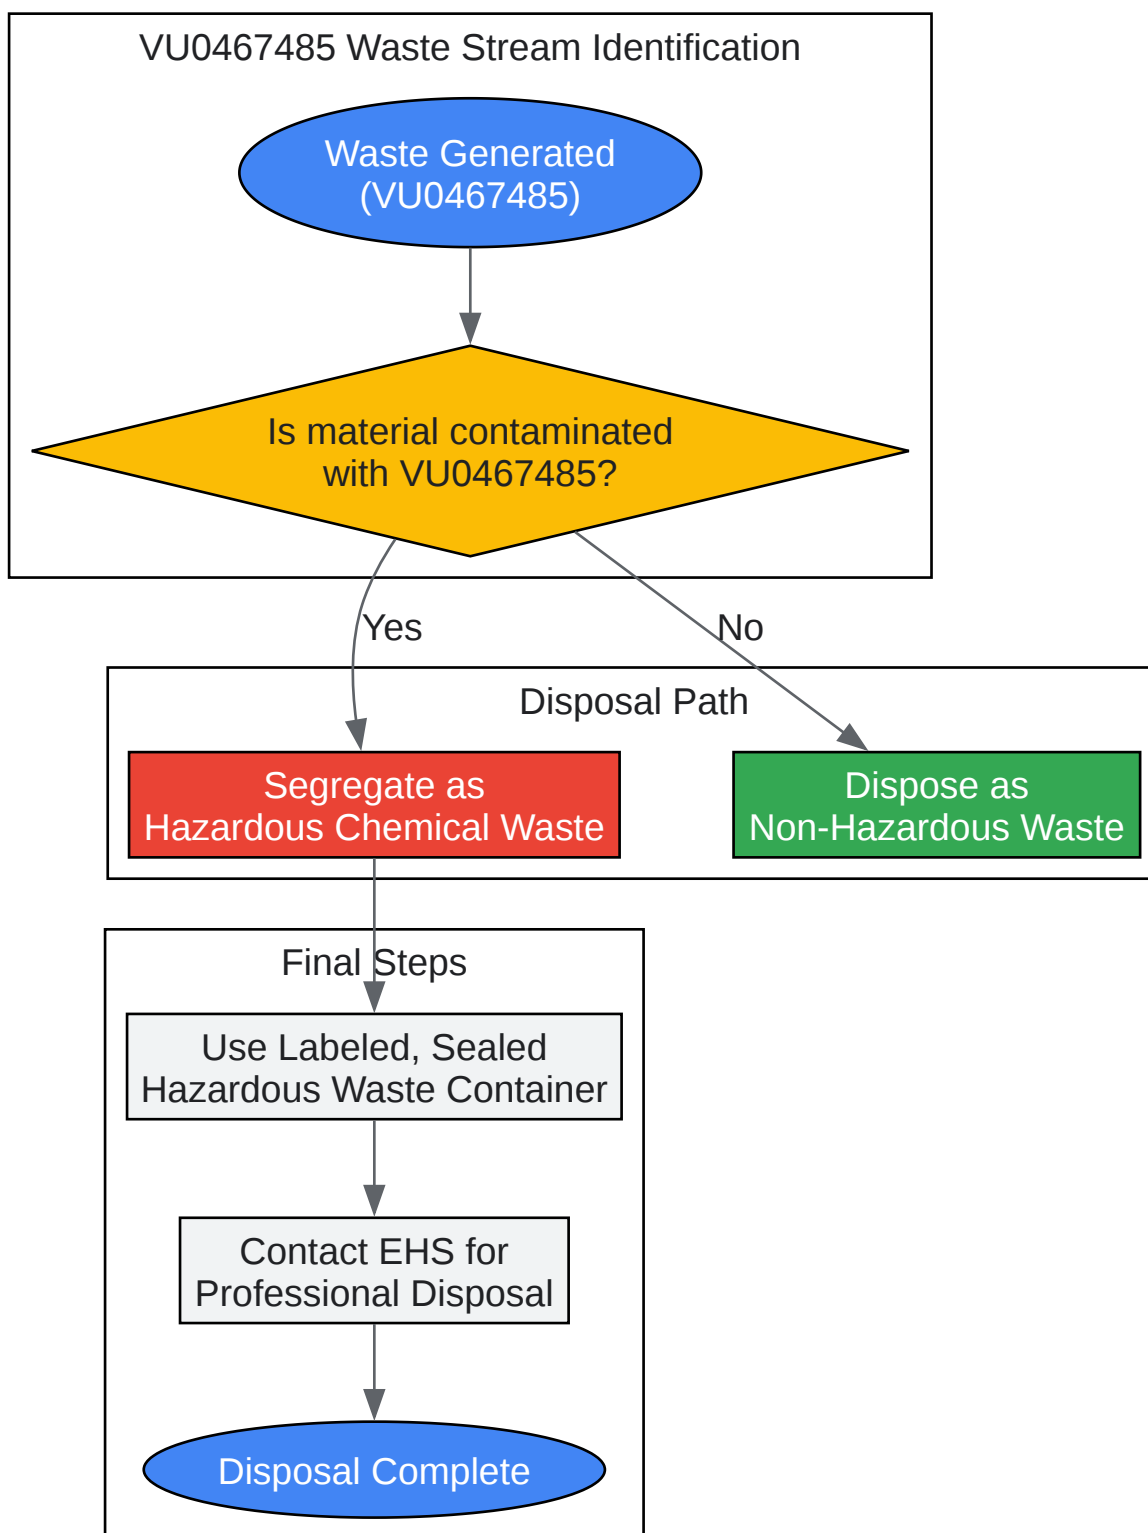 VU0467485 Waste Stream Identification
Waste Generated
(VU0467485)
Is material contaminated
with VU0467485?
Yes
No
Disposal Path
Segregate as
Hazardous Chemical Waste
Dispose as
Non-Hazardous Waste
Final Steps
Use Labeled, Sealed
Hazardous Waste Container
Contact EHS for
Professional Disposal
Disposal Complete